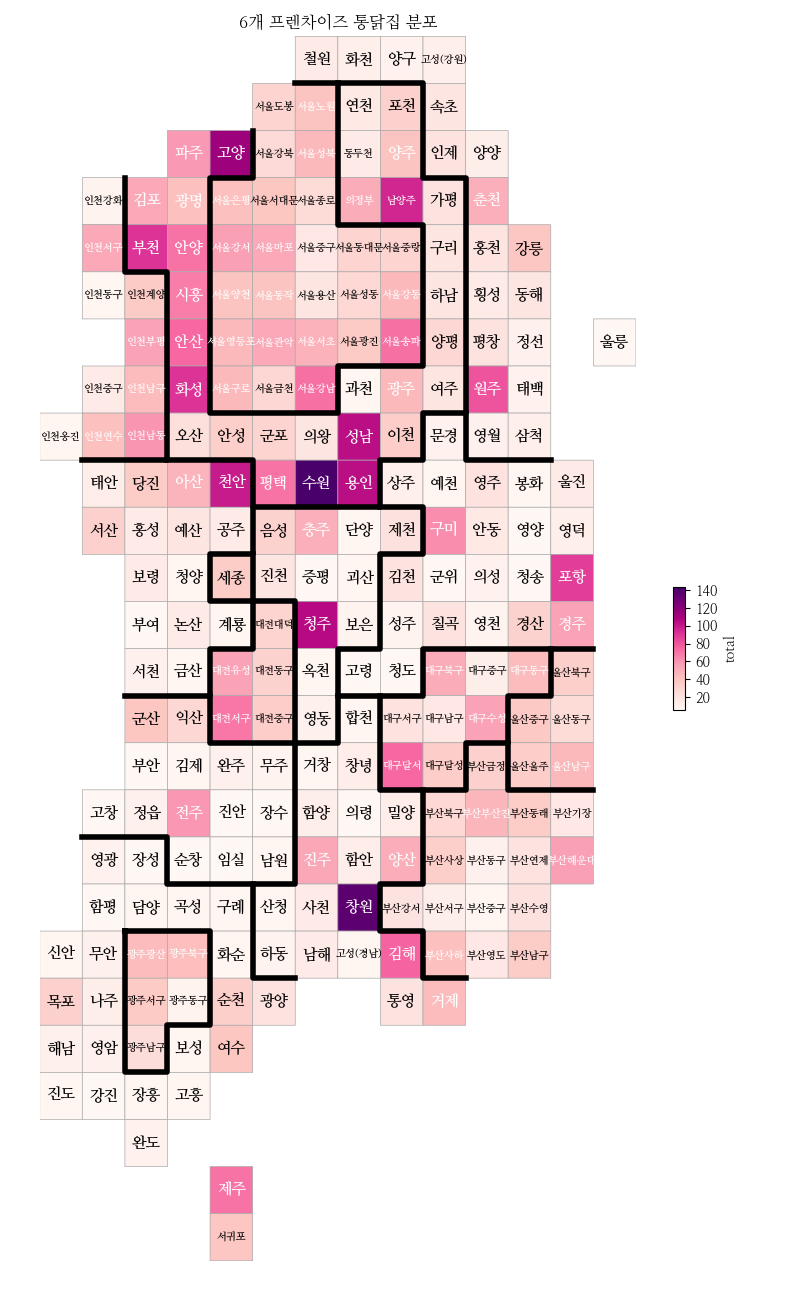 6개 프렌차이즈 통닭집 분포
철원 화천 양구 고성(강원)
서울도봉 서울노원 연천 포천 속초
파주 고양 서울강북 서울성북 동두천 양주 인제 양양
인천강화 김포 광명 서울은평 서울서대문 서울종로 의정부 남양주 가평 춘천
인천서구 부천 안양 서울강서 서울마포 서울중구 서울동대문 서울중랑 구리 홍천 강릉
인천동구 인천계양 시흥 서울양천 서울동작 서울용산 서울성동 서울강동 하남 횡성 동해
인천부평 안산 서울영등포 서울관악 서울서초 서울광진 서울송파 양평 평창 정선 울릉
인천중구 인천남구 화성 서울구로 서울금천 서울강남 과천 광주 여주 원주 태백
인천옹진 인천연수 인천남동 오산 안성 군포 의왕 성남 이천 문경 영월 삼척
태안 당진 아산 천안 평택 수원 용인 상주 예천 영주 봉화 울진
서산 홍성 예산 공주 음성 충주 단양 제천 구미 안동 영양 영덕
보령 청양 세종 진천 증평 괴산 김천 군위 의성 청송 포항
140
120
100
80
60
40
20
total
부여 논산 계룡 대전대덕 청주 보은 성주 칠곡 영천 경산 경주
서천 금산 대전유성 대전동구 옥천 고령 청도 대구북구 대구중구 대구동구 울산북구
군산 익산 대전서구 대전중구 영동 합천 대구서구 대구남구 대구수성 울산중구 울산동구
부안 김제 완주 무주 거창 창녕 대구달서 대구달성 부산금정 울산울주 울산남구
고창 정읍 전주 진안 장수 함양 의령 밀양 부산북구 부산부산진 부산동래 부산기장
영광 장성 순창 임실 남원 진주 함안 양산 부산사상 부산동구 부산연제 부산해운대
함평 담양 곡성 구례 산청 사천 창원 부산강서 부산서구 부산중구 부산수영
신안 무안 광주광산 광주북구 화순 하동 남해 고성(경남) 김해 부산사하 부산영도 부산남구
목포 나주 광주서구 광주동구 순천 광양 통영 거제
해남 영암 광주남구 보성 여수
진도 강진 장흥 고흥
완도
제주
서귀포